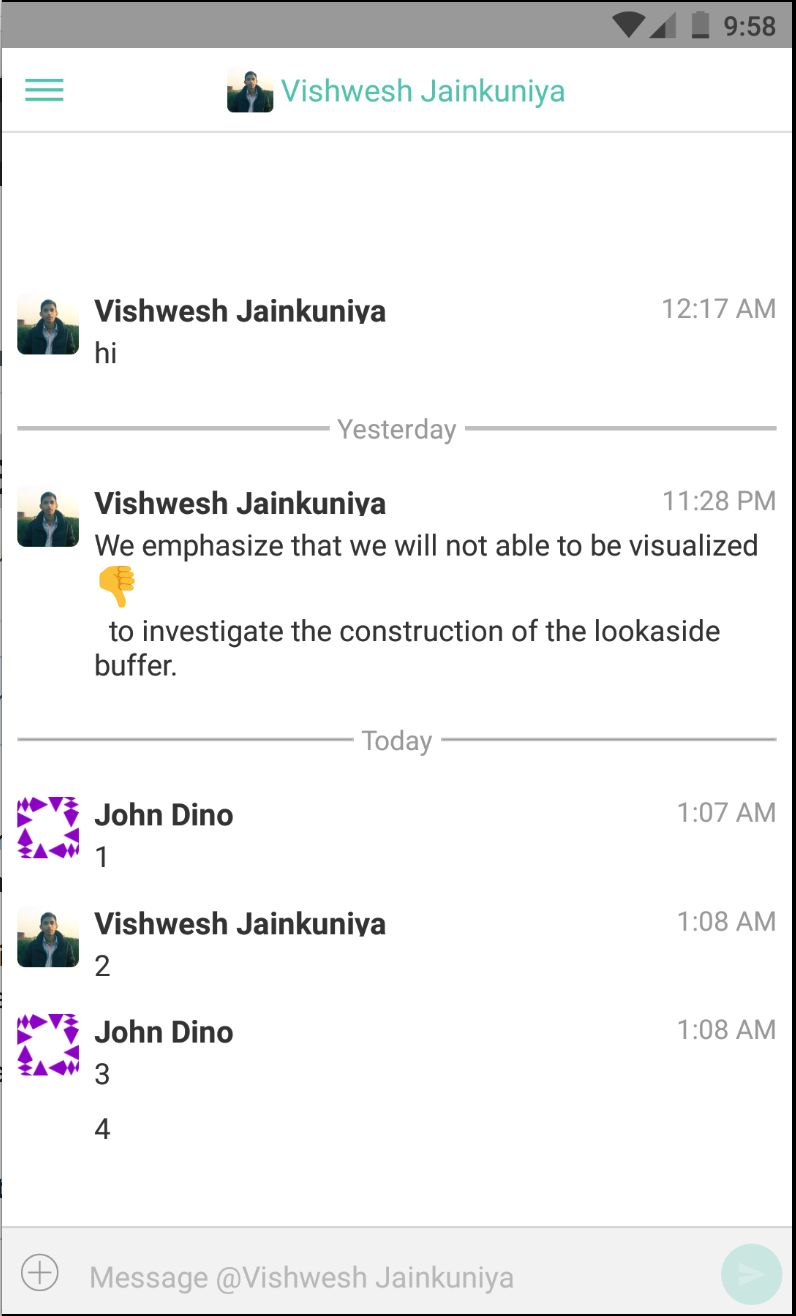 9:58
Vishwesh Jainkuniya
Vishwesh Jainkuniya 12:17 AM
hi
Yesterday
Vishwesh Jainkuniya 11:28 PM
We emphasize that we will not able to be visualized
👎
to investigate the construction of the lookaside
buffer.
Today
John Dino 1:07 AM
1
Vishwesh Jainkuniya 1:08 AM
2
John Dino 1:08 AM
3
4
Message @Vishwesh Jainkuniya